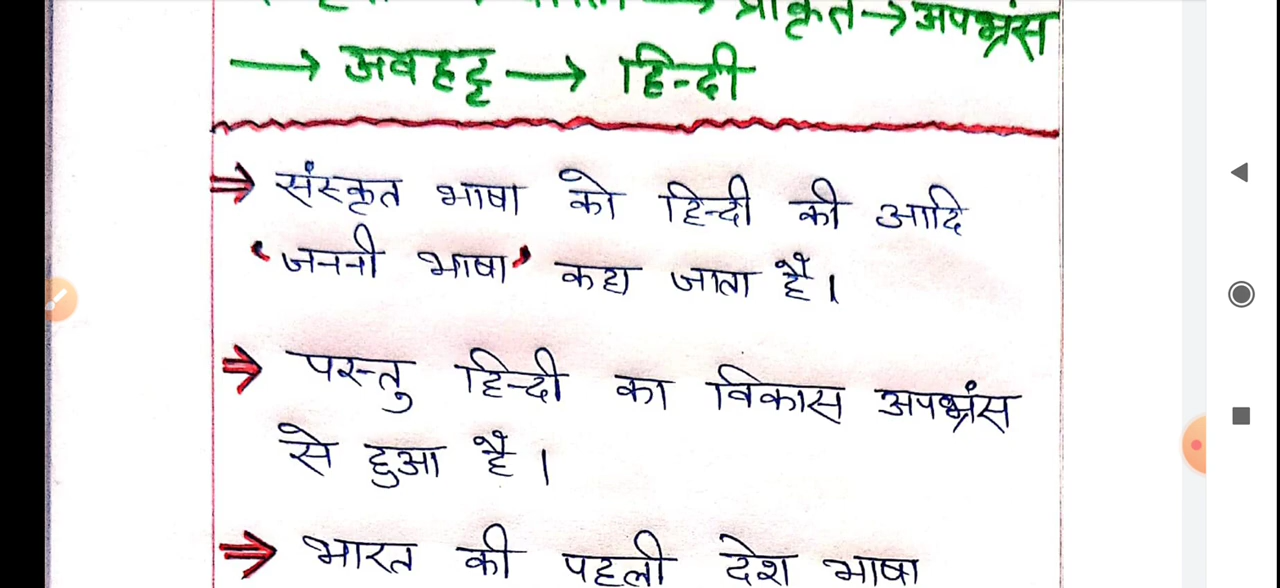 → प्राकृत → अपभ्रंस
→ अवहट्ट → हिन्दी
⇒ संस्कृत भाषा को हिन्दी की आदि
'जननी भाषा' कहा जाता है।
⇒ परन्तु हिन्दी का विकास अपभ्रंस
से हुआ है।
⇒ भारत की पहली देश भाषा